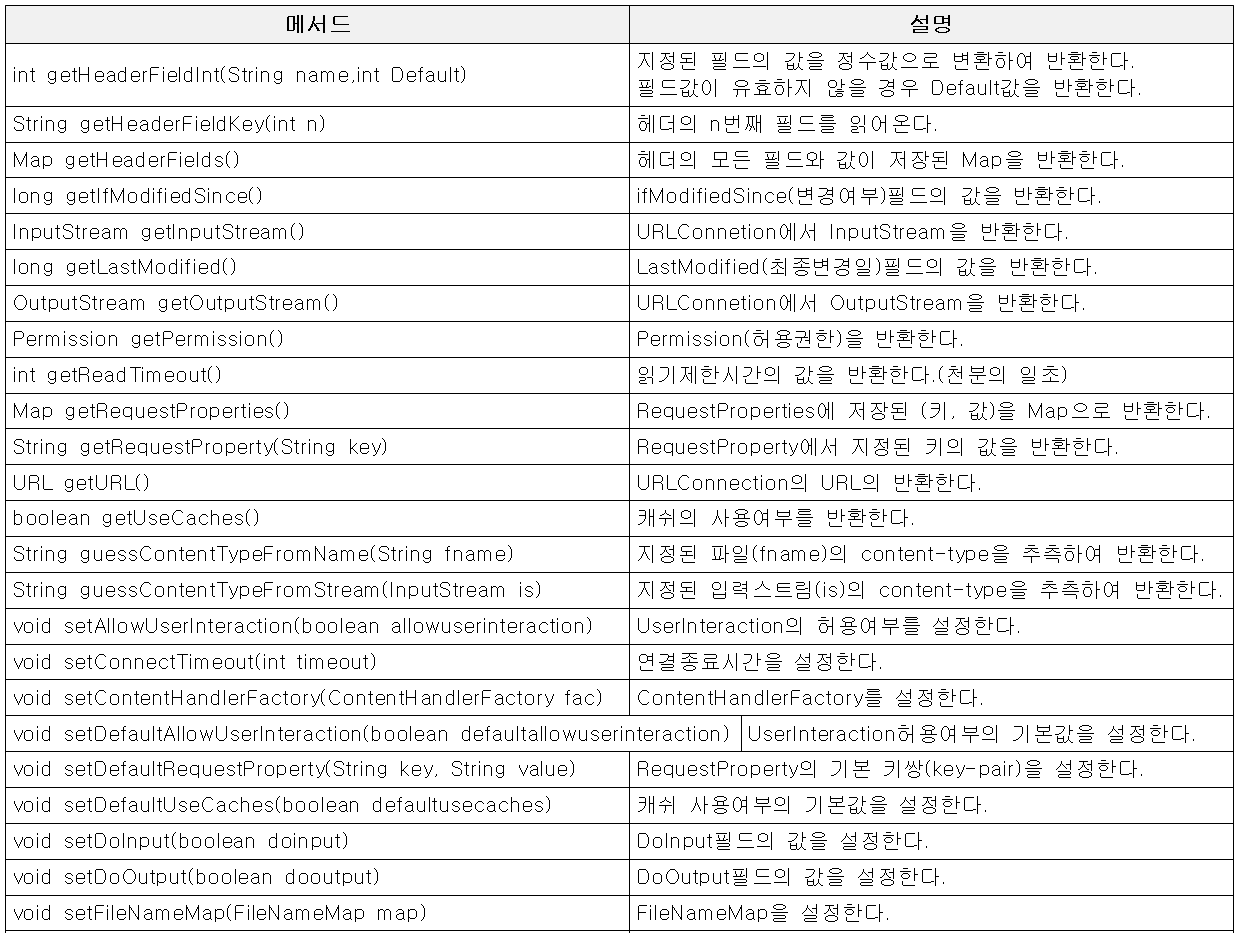 메서드 설명
int getHeaderFieldInt(String name,int Default) 지정된 필드의 값을 정수값으로 변환하여 반환한다.
필드값이 유효하지 않을 경우 Default값을 반환한다.
String getHeaderFieldKey(int n) 헤더의 n번째 필드를 읽어온다.
Map getHeaderFields() 헤더의 모든 필드와 값이 저장된 Map을 반환한다.
long getIfModifiedSince() ifModifiedSince(변경여부)필드의 값을 반환한다.
InputStream getInputStream() URLConnetion에서 InputStream을 반환한다.
long getLastModified() LastModified(최종변경일)필드의 값을 반환한다.
OutputStream getOutputStream() URLConnetion에서 OutputStream을 반환한다.
Permission getPermission() Permission(허용권한)을 반환한다.
int getReadTimeout() 읽기제한시간의 값을 반환한다.(천분의 일초)
Map getRequestProperties() RequestProperties에 저장된 (키, 값)을 Map으로 반환한다.
String getRequestProperty(String key) RequestProperty에서 지정된 키의 값을 반환한다.
URL getURL() URLConnection의 URL의 반환한다.
boolean getUseCaches() 캐쉬의 사용여부를 반환한다.
String guessContentTypeFromName(String fname) 지정된 파일(fname)의 content-type을 추측하여 반환한다.
String guessContentTypeFromStream(InputStream is) 지정된 입력스트림(is)의 content-type을 추측하여 반환한다.
void setAllowUserInteraction(boolean allowuserinteraction) UserInteraction의 허용여부를 설정한다.
void setConnectTimeout(int timeout) 연결종료시간을 설정한다.
void setContentHandlerFactory(ContentHandlerFactory fac) ContentHandlerFactory를 설정한다.
void setDefaultAllowUserInteraction(boolean defaultallowuserinteraction) UserInteraction허용여부의 기본값을 설정한다.
void setDefaultRequestProperty(String key, String value) RequestProperty의 기본 키쌍(key-pair)을 설정한다.
void setDefaultUseCaches(boolean defaultusecaches) 캐쉬 사용여부의 기본값을 설정한다.
void setDoInput(boolean doinput) DoInput필드의 값을 설정한다.
void setDoOutput(boolean dooutput) DoOutput필드의 값을 설정한다.
void setFileNameMap(FileNameMap map) FileNameMap을 설정한다.